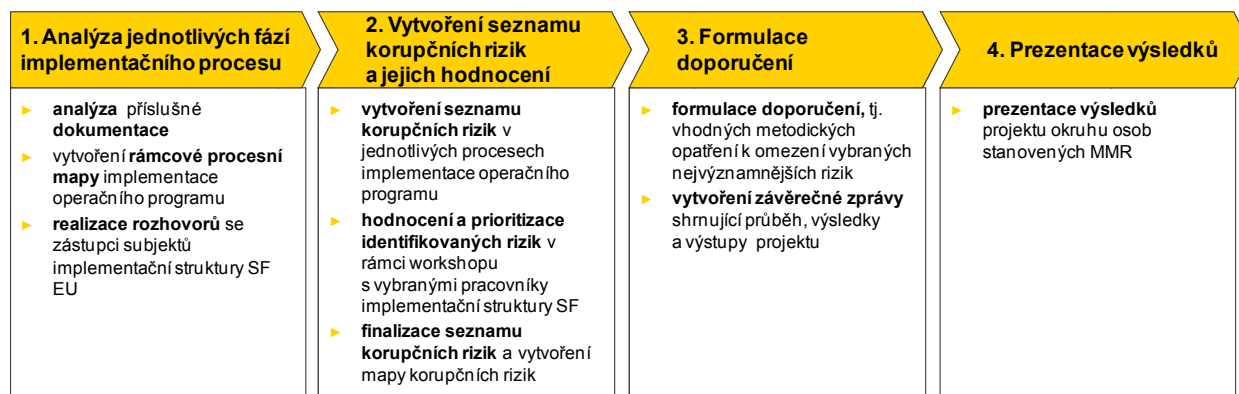 1. Analýza jednotlivých fází
implementačního procesu
► analýza příslušné
dokumentace
► vytvoření rámcové procesní
mapy implementace
operačního programu
► realizace rozhovorů se
zástupci subjektů
implementační struktury SF
EU
2. Vytvoření seznamu
korupčních rizik
a jejich hodnocení
► vytvoření seznamu
korupčních rizik v
jednotlivých procesech
implementace operačního
programu
► hodnocení a prioritizace
identifikovaných rizik v
rámci workshopu
s vybranými pracovníky
implementační struktury SF
► finalizace seznamu
korupčních rizik a vytvoření
mapy korupčních rizik
3. Formulace
doporučení
► formulace doporučení, tj.
vhodných metodických
opatření k omezení vybraných
nejvýznamnějších rizik
► vytvoření závěrečné zprávy
shrnující průběh, výsledky
a výstupy projektu
4. Prezentace výsledků
► prezentace výsledků
projektu okruhu osob
stanovených MMR